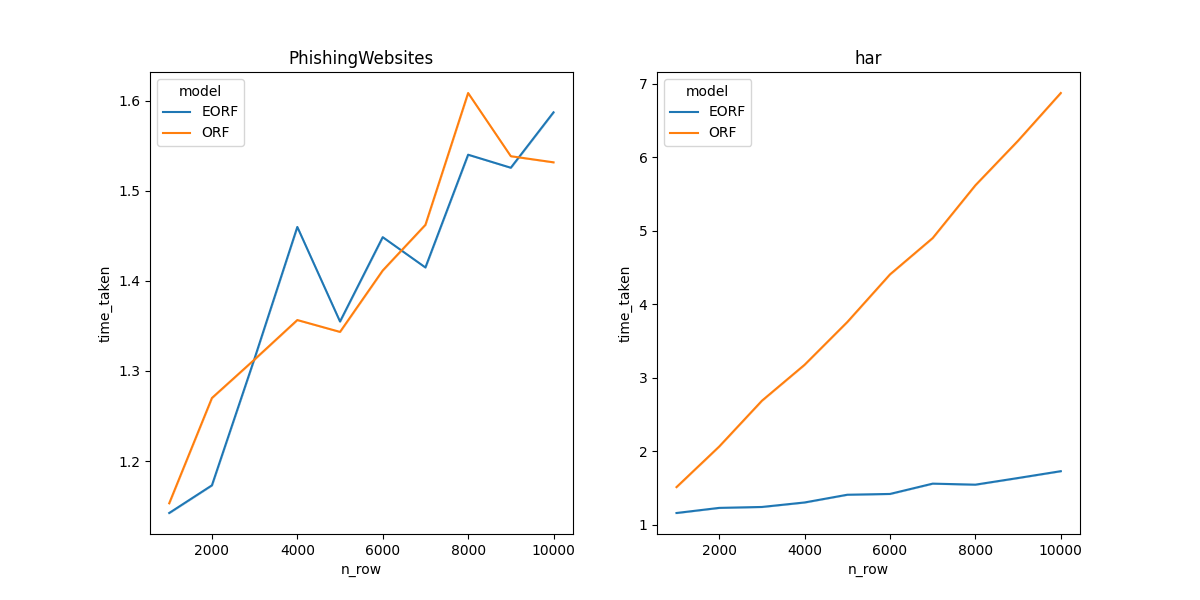 PhishingWebsites
model
EORF
ORF
1.6
1.5
1.4
1.3
1.2
time_taken
2000 4000 6000 8000 10000
n_row
har
model
EORF
ORF
7
6
5
4
3
2
1
time_taken
2000 4000 6000 8000 10000
n_row